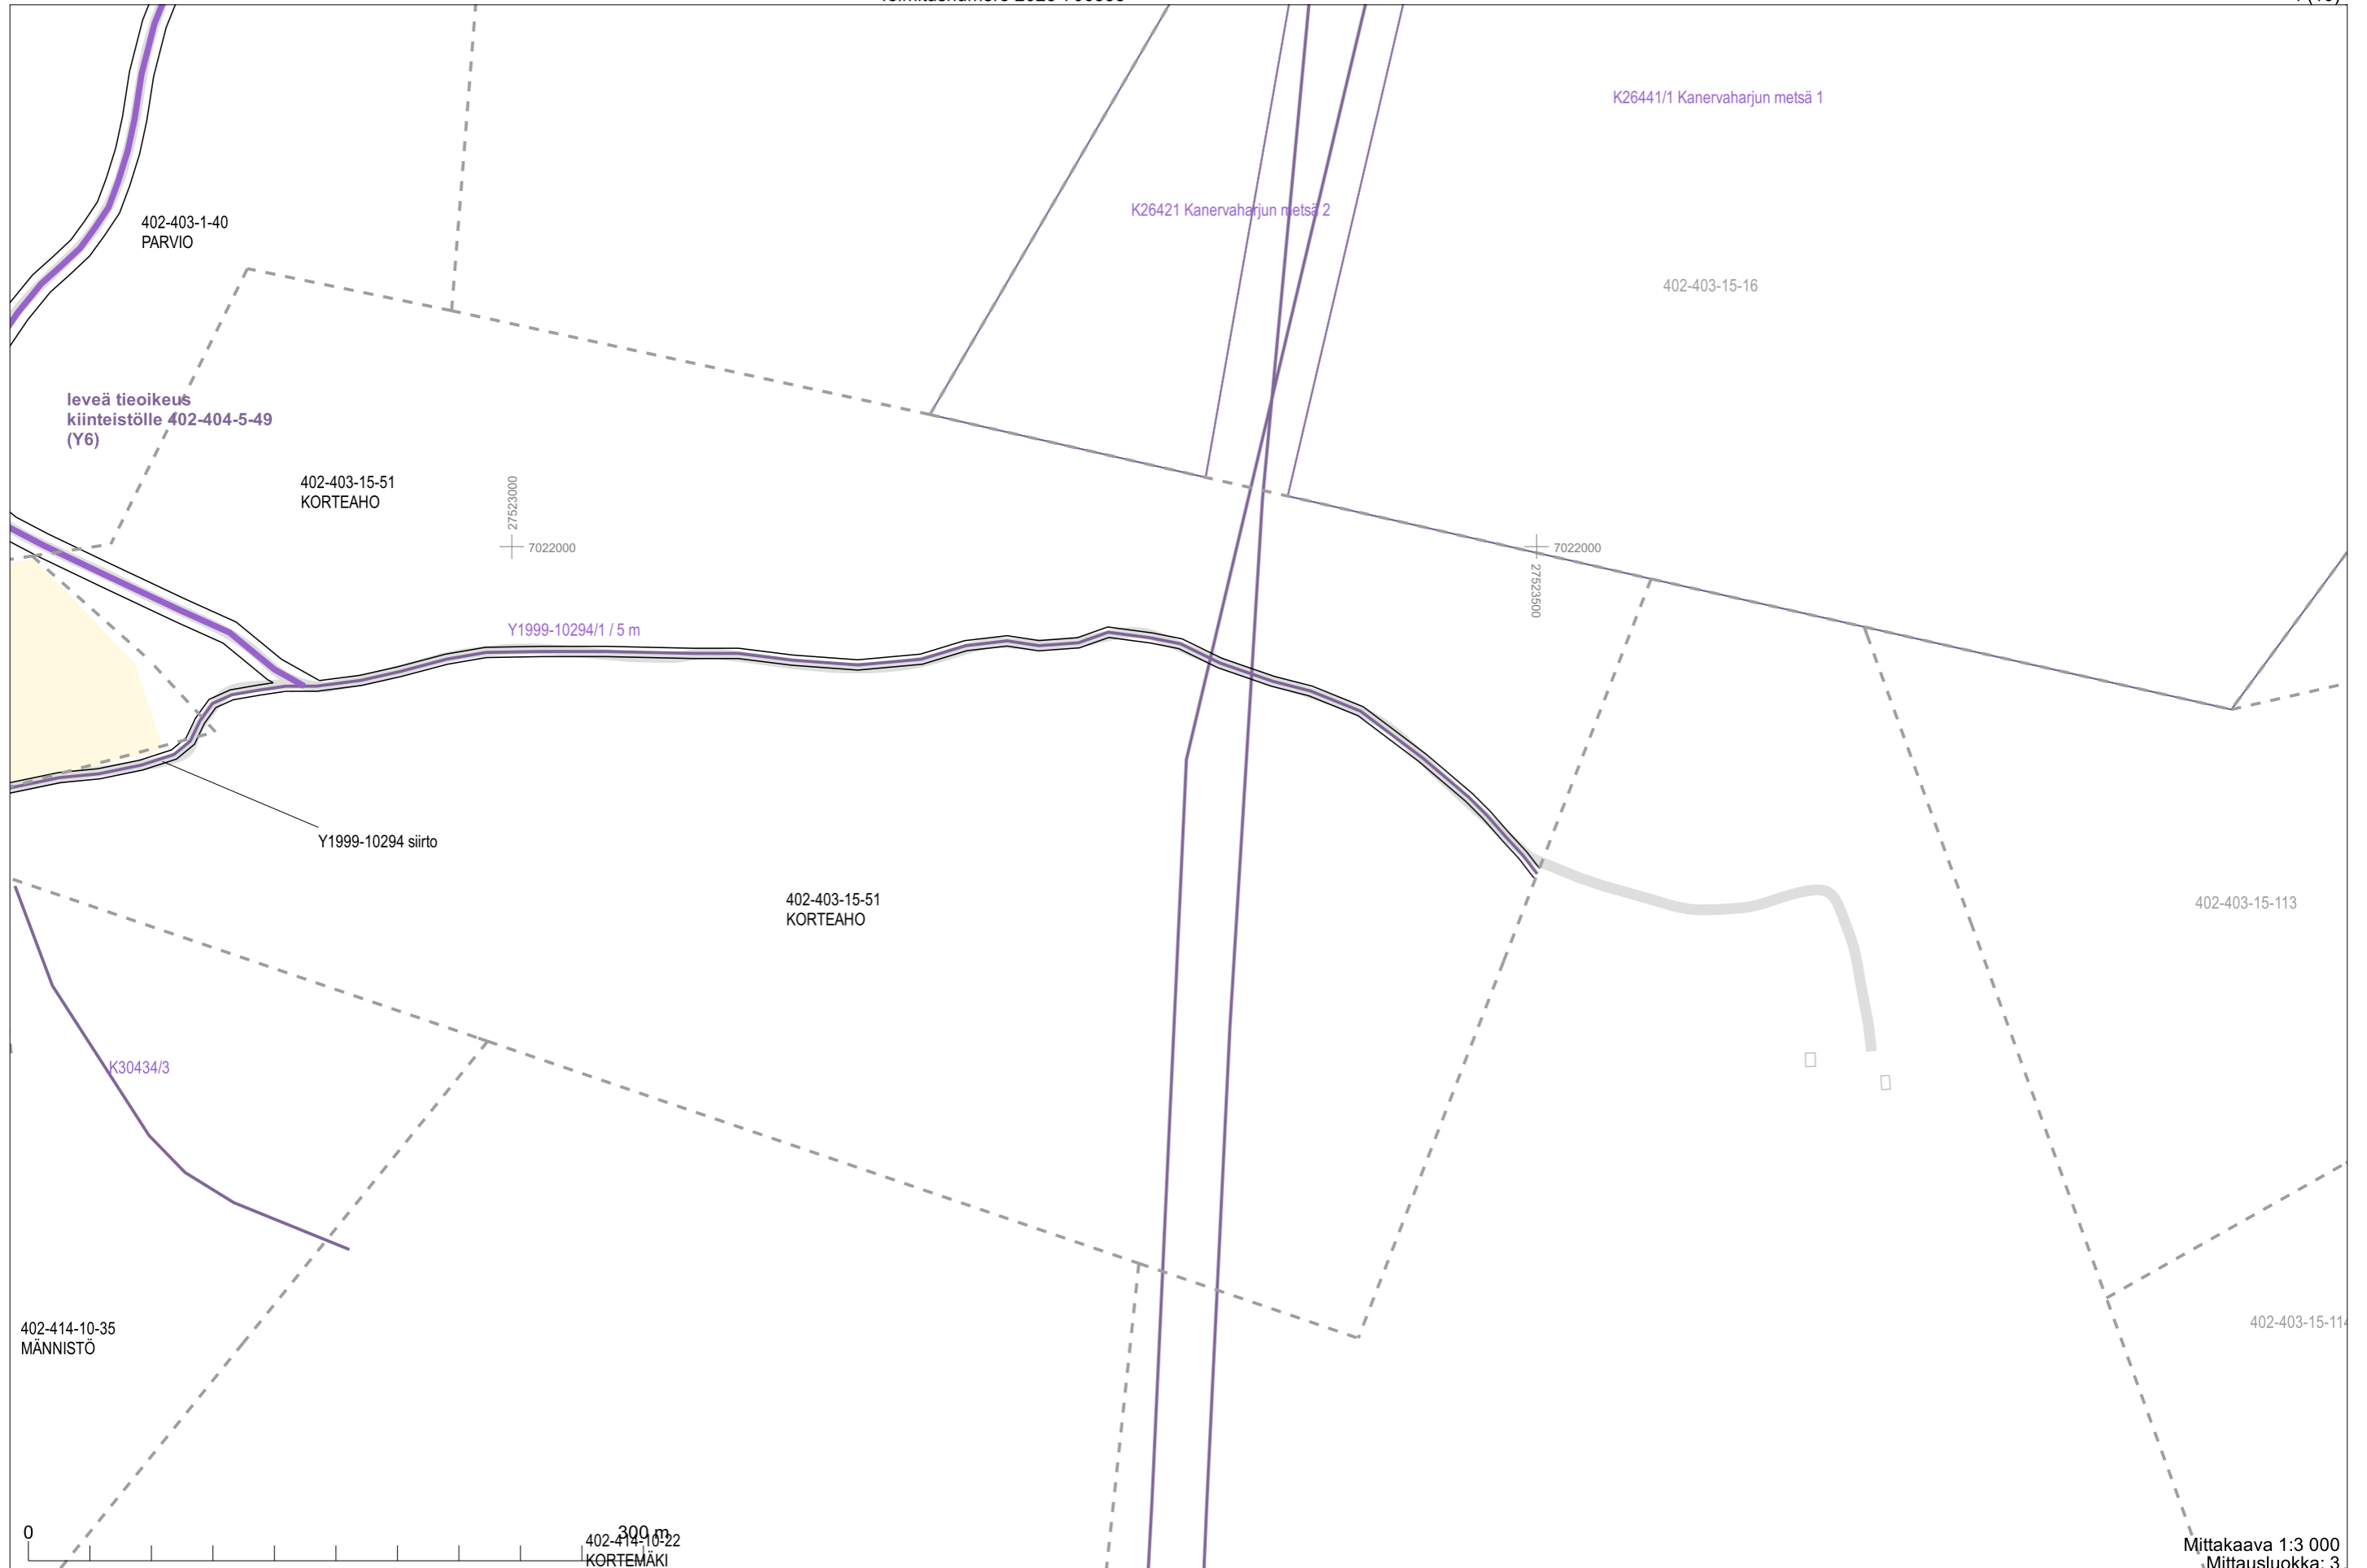 K26441/1 Kanervaharjun metsä 1
K26421 Kanervaharjun metsä 2
402-403-1-40
PARVIO
402-403-15-16
leveä tieoikeus
kiinteistölle 402-404-5-49
(Y6)
402-403-15-51
KORTEAHO
27523000
7022000
7022000
27523500
Y1999-10294/1 / 5 m
Y1999-10294 siirto
402-403-15-51
KORTEAHO
402-403-15-113
K30434/3
402-414-10-35
MÄNNISTÖ
402-403-15-114
0
300 m
402-414-10-22
KORTEMÄKI
Mittakaava 1:3 000
Mittausluokka: 3